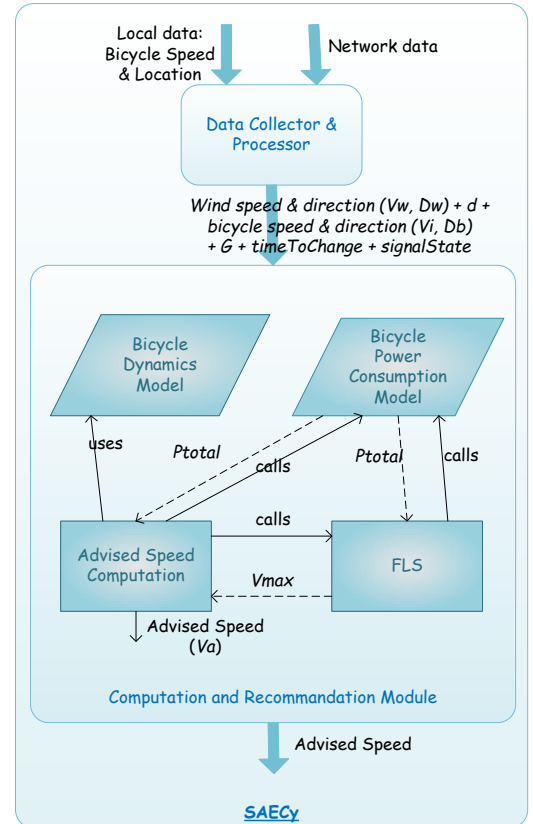 Local data:
Bicycle Speed
& Location
Network data
Data Collector &
Processor
Wind speed & direction (Vw, Dw) + d +
bicycle speed & direction (Vi, Db)
+ G + timeToChange + signalState
Bicycle
Dynamics
Model
Bicycle
Power
Consumption
Model
uses
Ptotal
calls
Ptotal
calls
calls
Advised Speed
Computation
FLS
Vmax
Advised Speed
(Va)
Computation and Recommandation Module
Advised Speed
SAECy